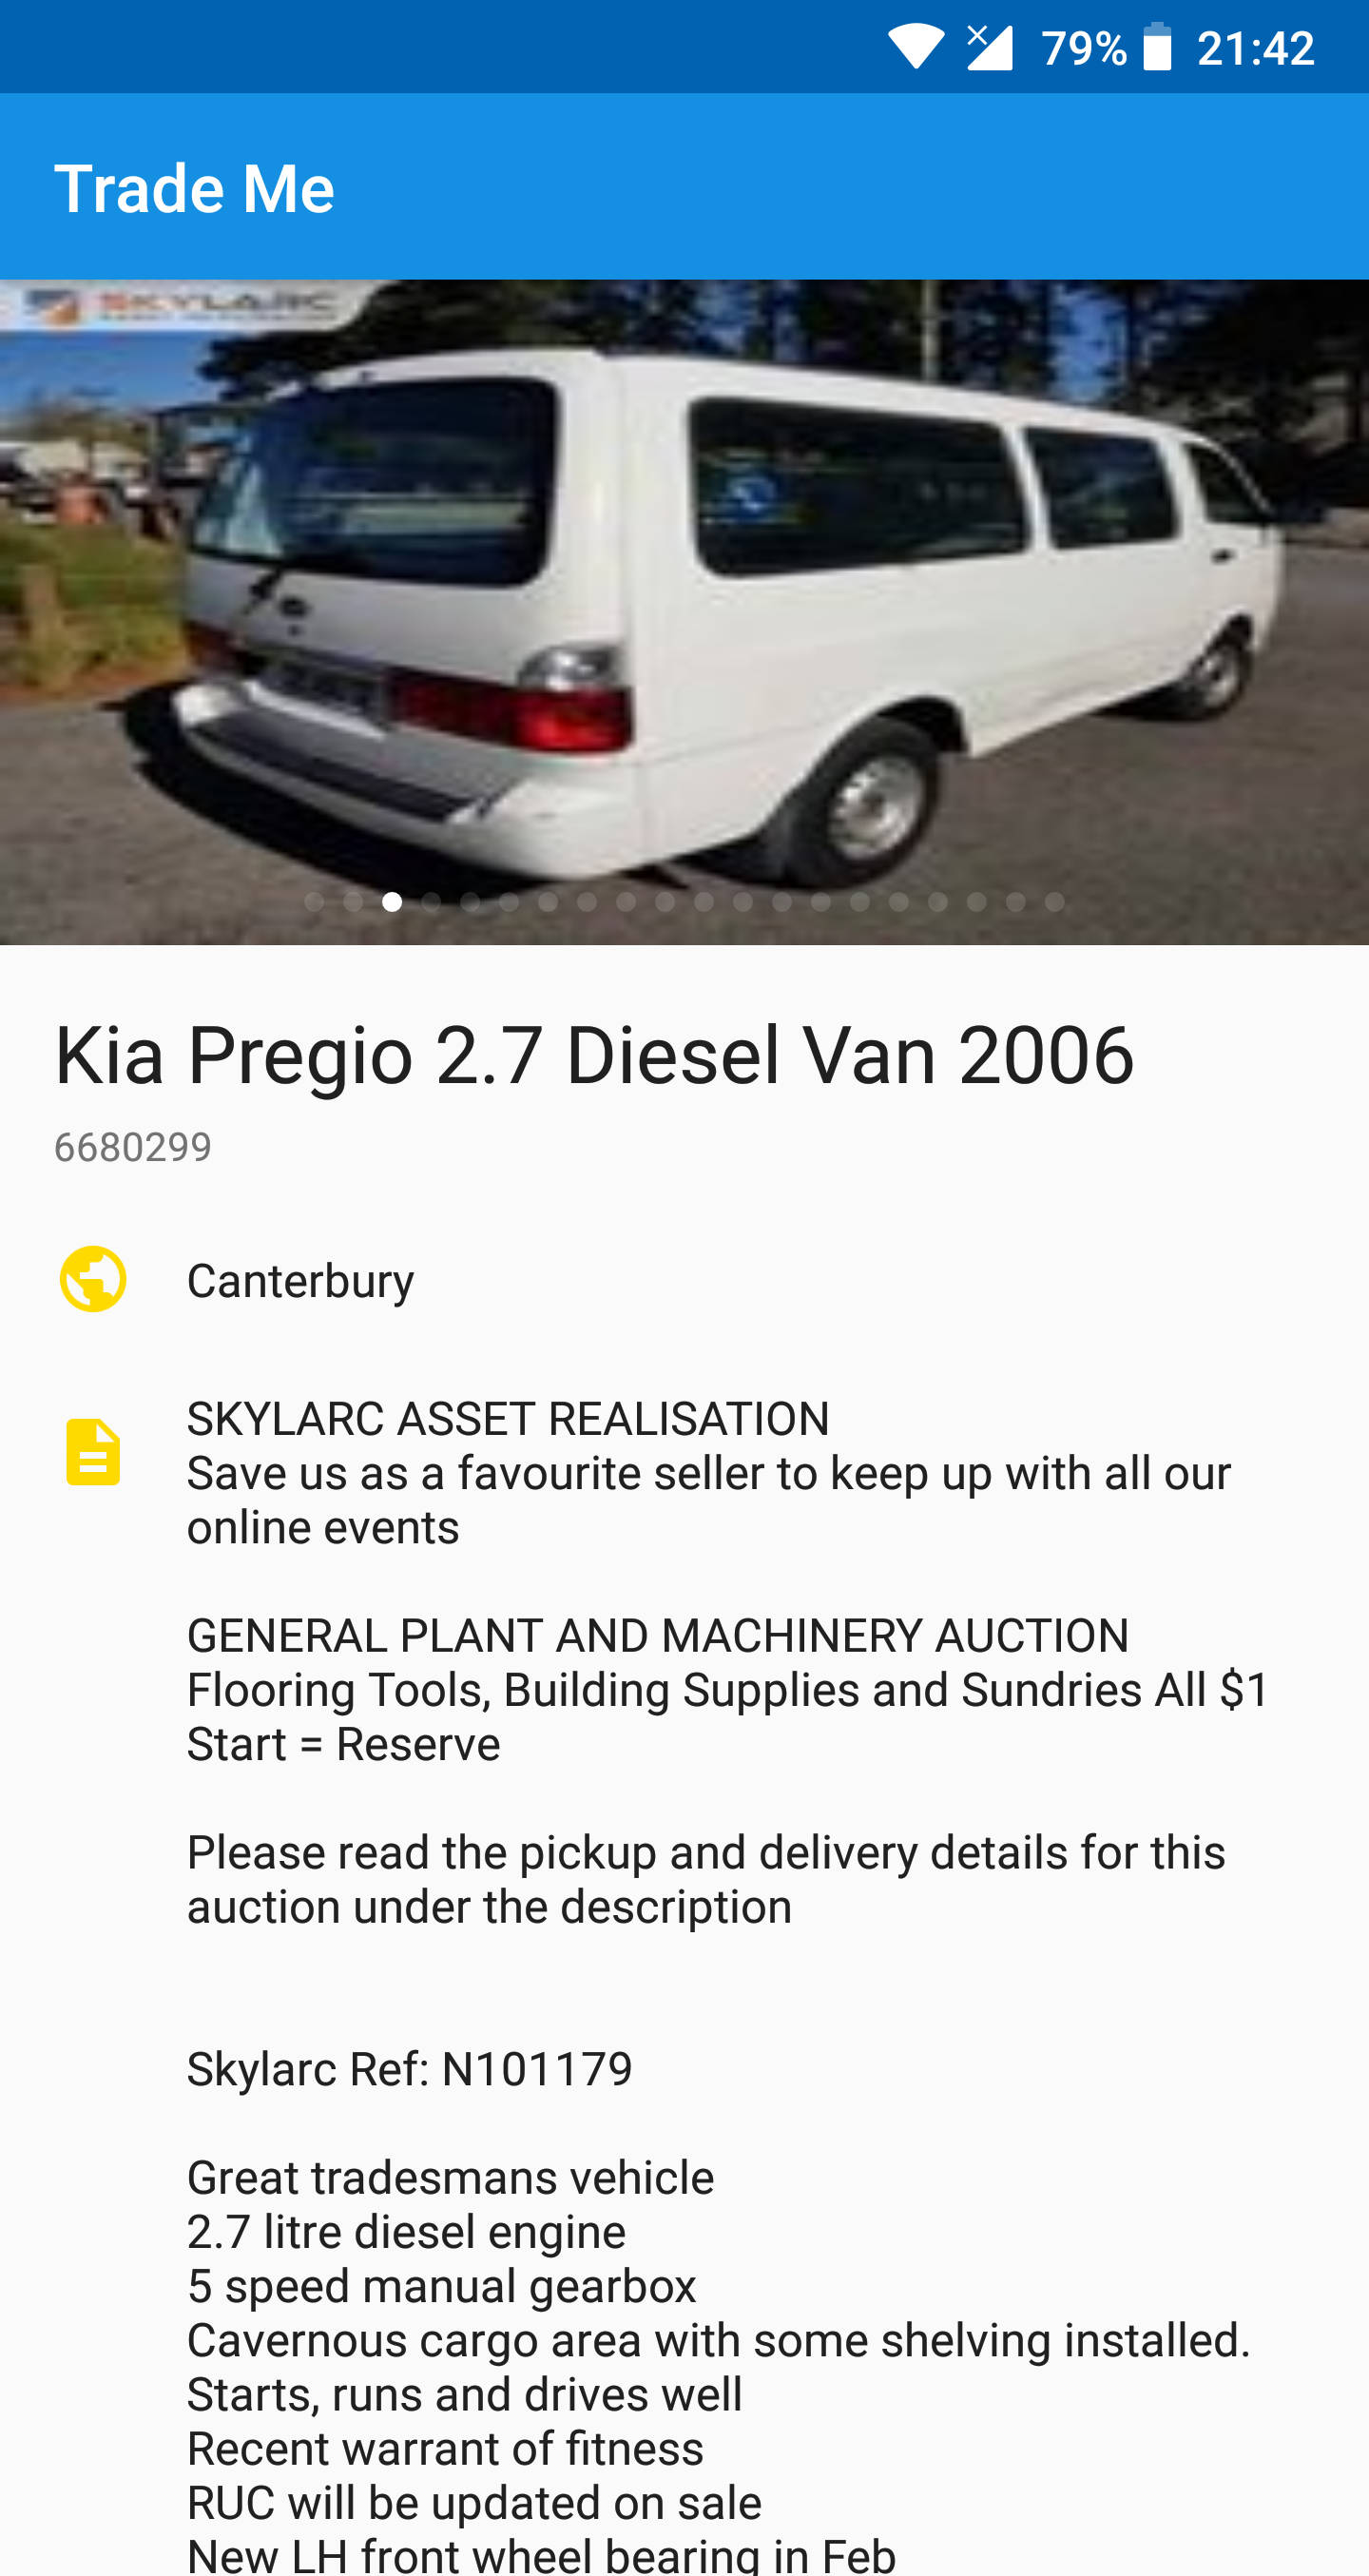 79% 21:42
Trade Me
SKYLARC
Kia Pregio 2.7 Diesel Van 2006
6680299
Canterbury
SKYLARC ASSET REALISATION
Save us as a favourite seller to keep up with all our
online events
GENERAL PLANT AND MACHINERY AUCTION
Flooring Tools, Building Supplies and Sundries All $1
Start = Reserve
Please read the pickup and delivery details for this
auction under the description
Skylarc Ref: N101179
Great tradesmans vehicle
2.7 litre diesel engine
5 speed manual gearbox
Cavernous cargo area with some shelving installed.
Starts, runs and drives well
Recent warrant of fitness
RUC will be updated on sale
New LH front wheel bearing in Feb